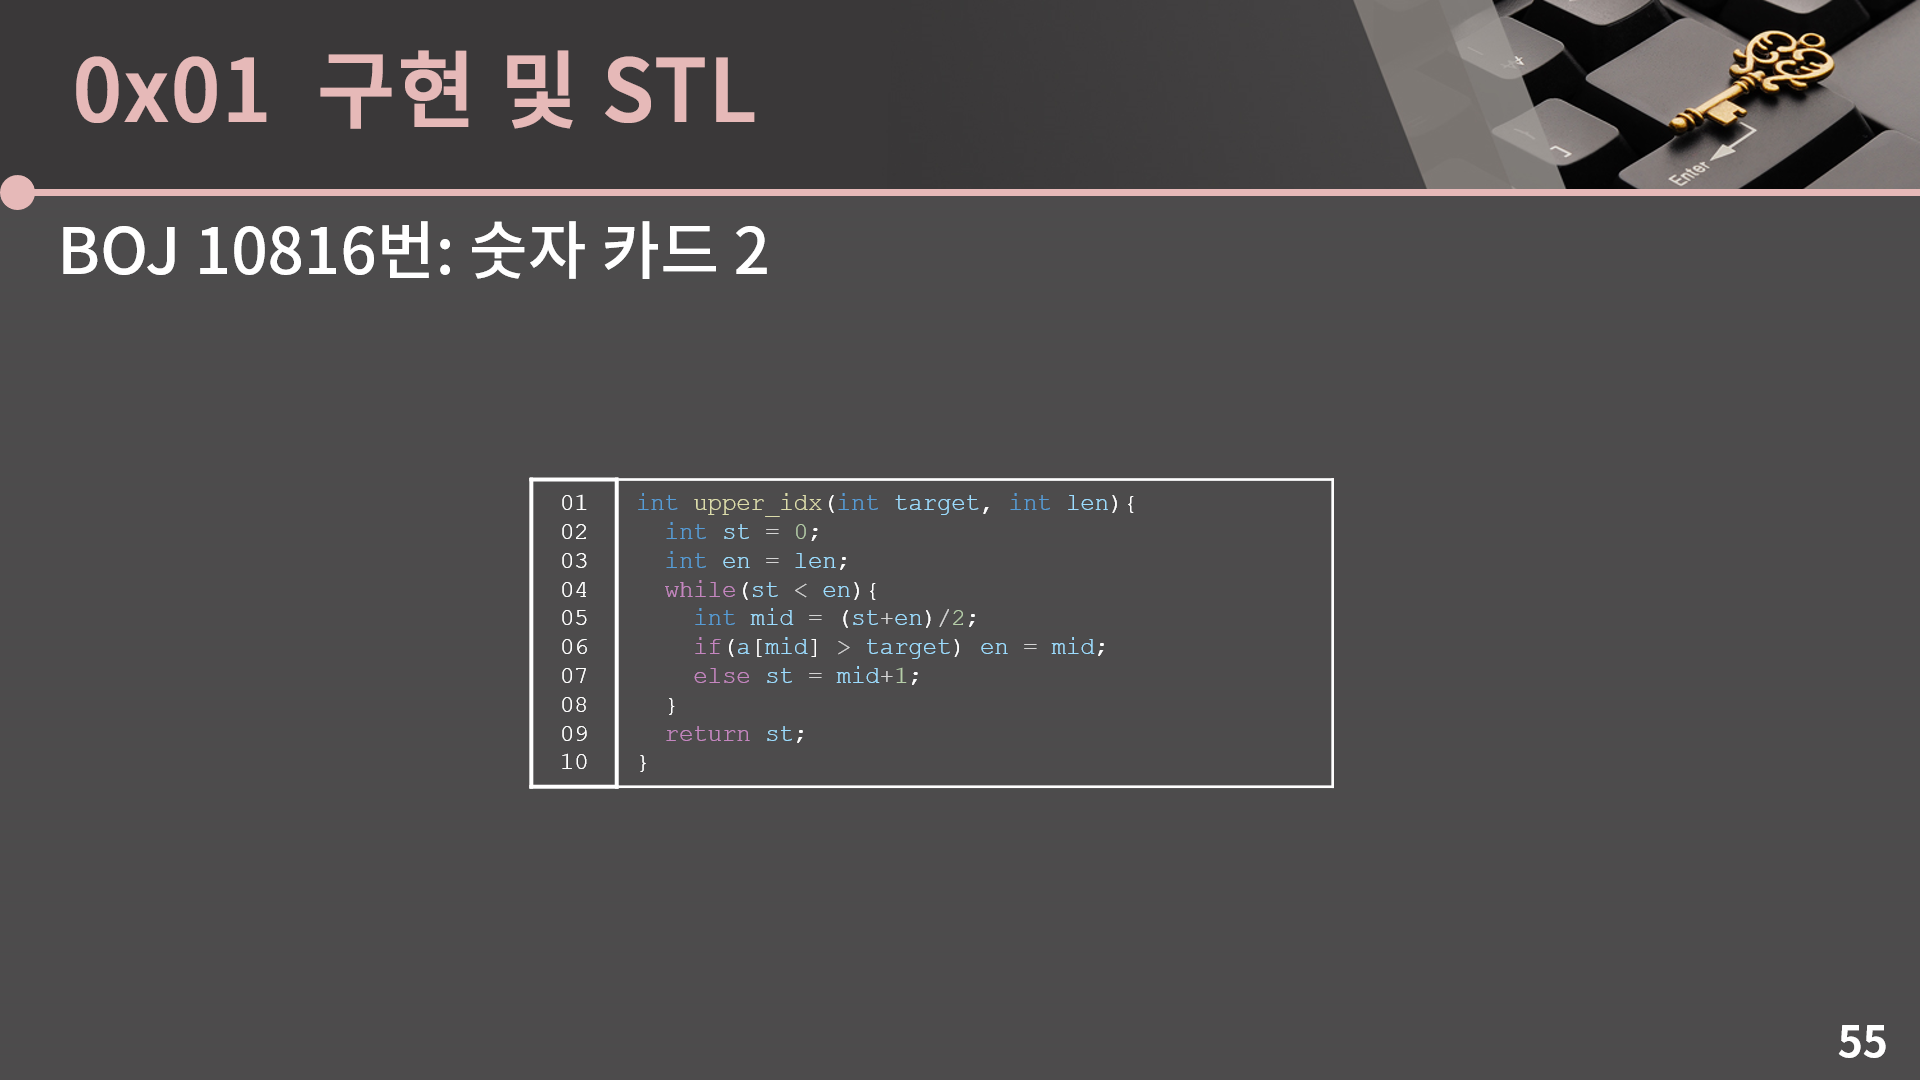 0x01 구현 및 STL
Enter
BOJ 10816번: 숫자 카드 2
01 int upper_idx(int target, int len){
02 int st = 0;
03 int en = len;
04 while(st < en){
05 int mid = (st+en)/2;
06 if(a[mid] > target) en = mid;
07 else st = mid+1;
08 }
09 return st;
10 }
55